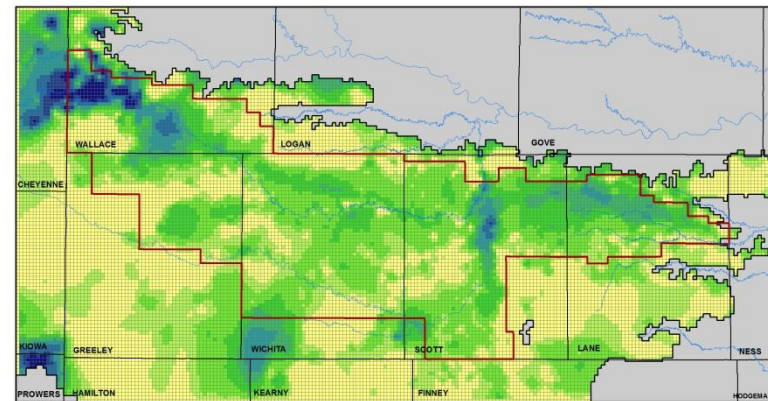 WALLACE
LOGAN
GOVE
CHEYENNE
KIOWA
GREELEY
WICHITA
SCOTT
LANE
NESS
PROWERS
HAMILTON
KEARNY
FINNEY
HODGEMA